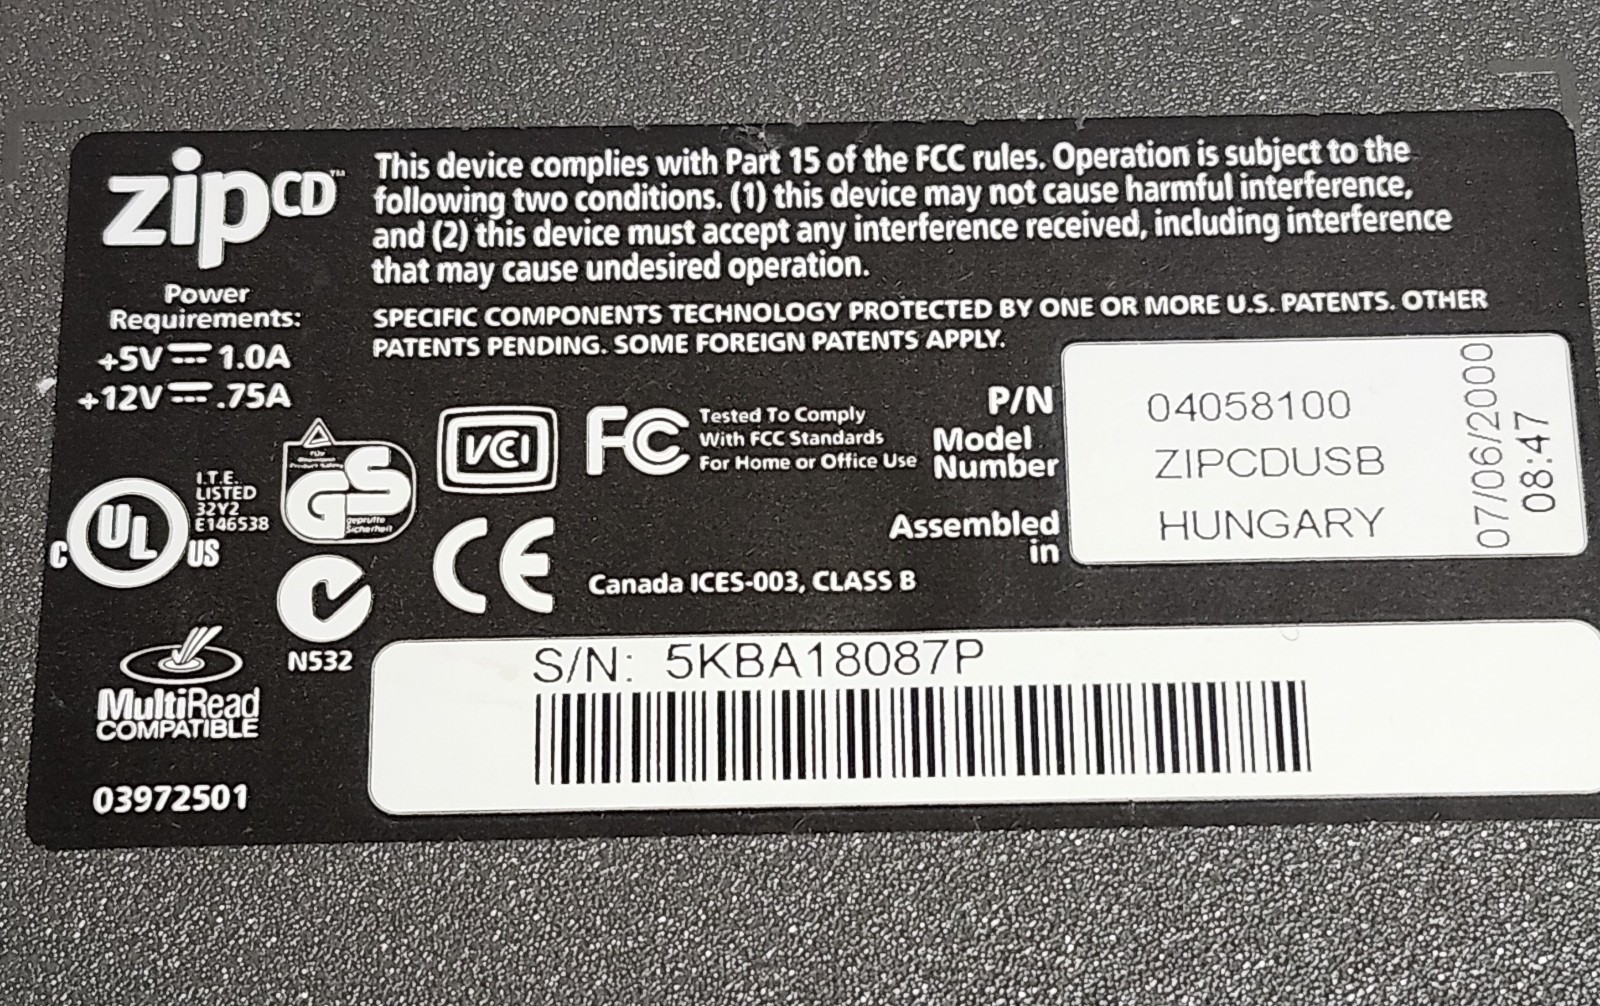 zipCD™
This device complies with Part 15 of the FCC rules. Operation is subject to the
following two conditions. (1) this device may not cause harmful interference,
and (2) this device must accept any interference received, including interference
that may cause undesired operation.
SPECIFIC COMPONENTS TECHNOLOGY PROTECTED BY ONE OR MORE U.S. PATENTS. OTHER
PATENTS PENDING. SOME FOREIGN PATENTS APPLY.
Power
Requirements:
+5V 1.0A
+12V .75A
C UL US
I.T.E.
LISTED
32Y2
E146538
GS
geprüfte
Sicherheit
VCI
FC
Tested To Comply
With FCC Standards
For Home or Office Use
CE
N532
Canada ICES-003, CLASS B
P/N 04058100
Model
Number ZIPCDUSB
Assembled
in HUNGARY
07/06/2000
08:47
MultiRead
COMPATIBLE
03972501
S/N: 5KBA18087P